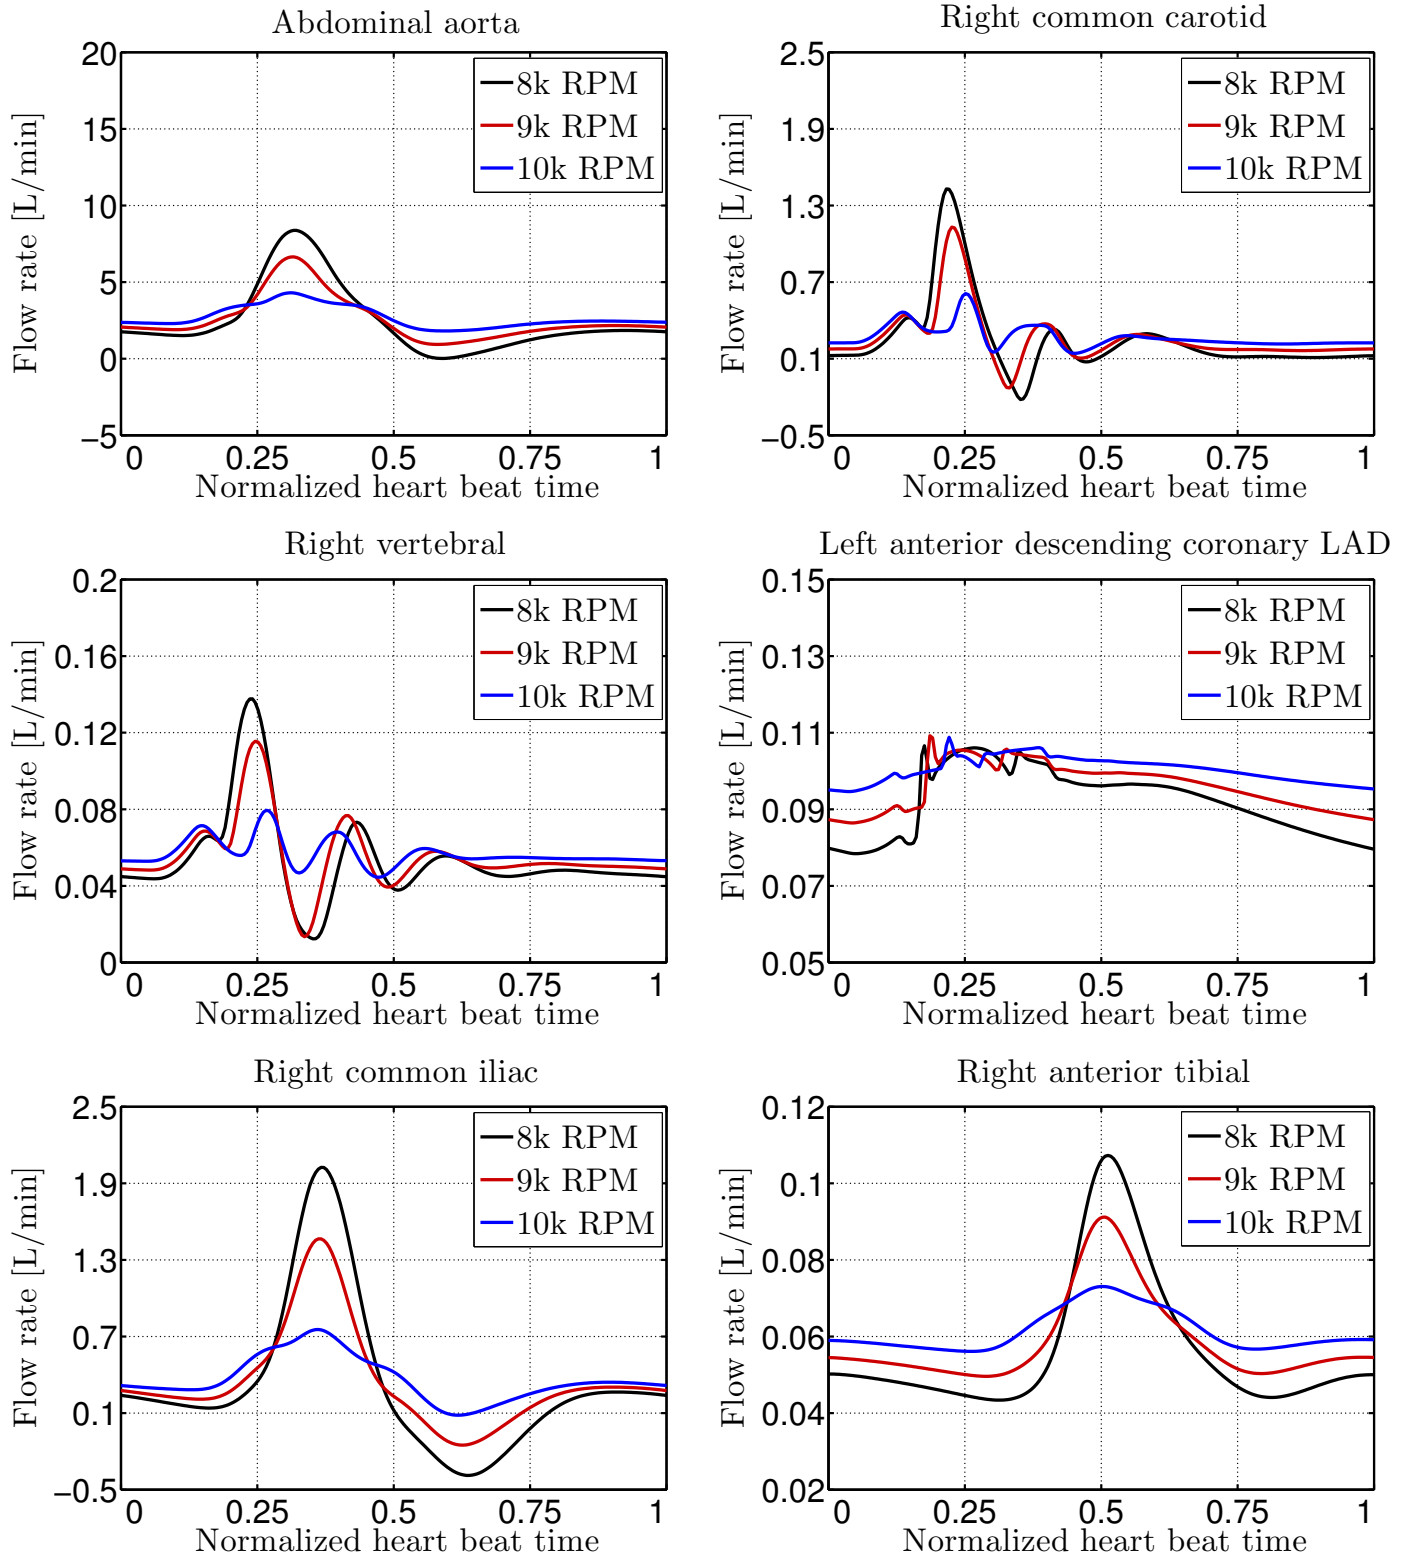 Abdominal aorta
20
15
10
5
0
−5
Flow rate [L/min]
8k RPM
9k RPM
10k RPM
0 0.25 0.5 0.75 1
Normalized heart beat time
Right common carotid
2.5
1.9
1.3
0.7
0.1
−0.5
Flow rate [L/min]
8k RPM
9k RPM
10k RPM
0 0.25 0.5 0.75 1
Normalized heart beat time
Right vertebral
0.2
0.16
0.12
0.08
0.04
0
Flow rate [L/min]
8k RPM
9k RPM
10k RPM
0 0.25 0.5 0.75 1
Normalized heart beat time
Left anterior descending coronary LAD
0.15
0.13
0.11
0.09
0.07
0.05
Flow rate [L/min]
8k RPM
9k RPM
10k RPM
0 0.25 0.5 0.75 1
Normalized heart beat time
Right common iliac
2.5
1.9
1.3
0.7
0.1
−0.5
Flow rate [L/min]
8k RPM
9k RPM
10k RPM
0 0.25 0.5 0.75 1
Normalized heart beat time
Right anterior tibial
0.12
0.1
0.08
0.06
0.04
0.02
Flow rate [L/min]
8k RPM
9k RPM
10k RPM
0 0.25 0.5 0.75 1
Normalized heart beat time